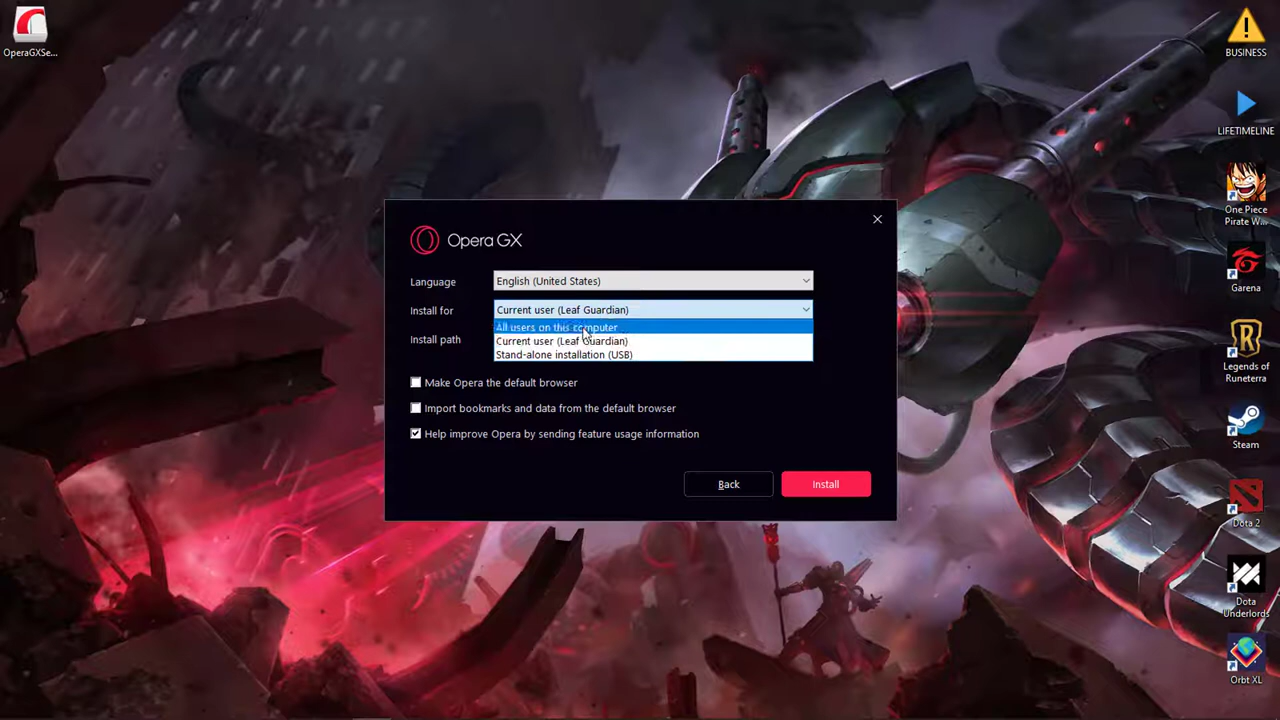 OperaGXSe...
BUSINESS
LIFETIMELINE
One Piece
Pirate W...
Garena
Legends of
Runeterra
Steam
Dota 2
Dota
Underlords
Orbt XL
Opera GX
Language
English (United States)
Install for
Current user (Leaf Guardian)
All users on this computer
Current user (Leaf Guardian)
Stand-alone installation (USB)
Install path
Make Opera the default browser
Import bookmarks and data from the default browser
Help improve Opera by sending feature usage information
Back
Install